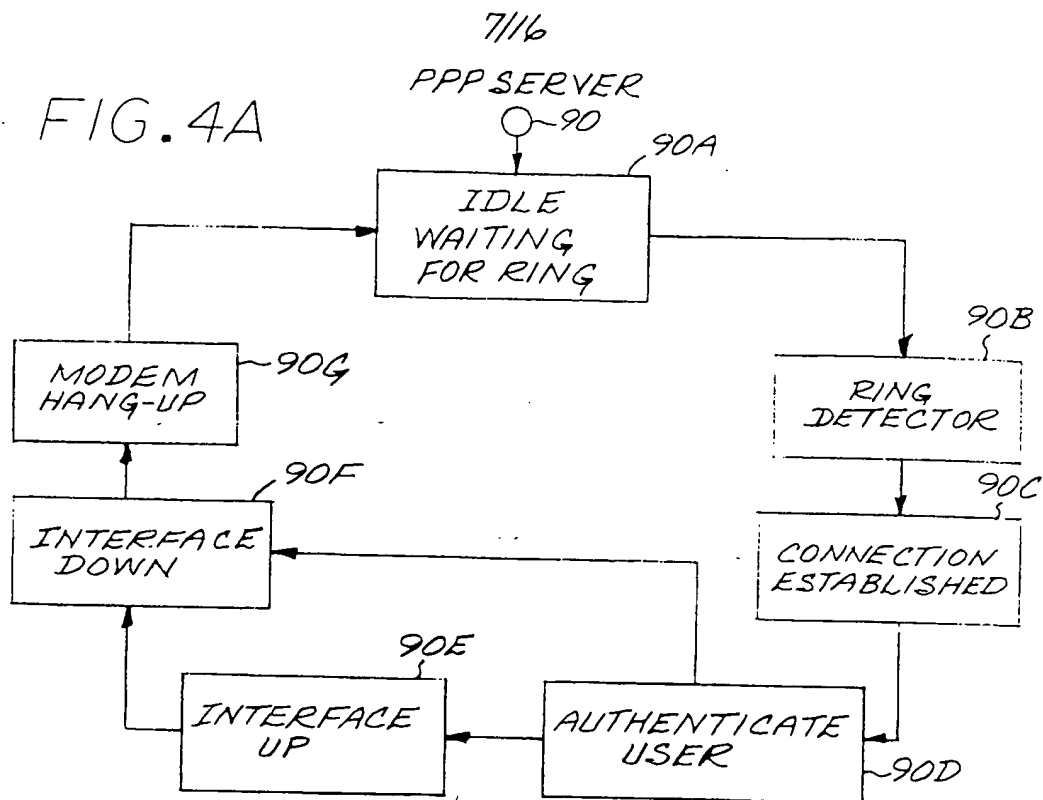 7/16
PPP SERVER
FIG. 4A
90
90A
IDLE
WAITING
FOR RING
90B
RING
DETECTOR
90G
MODEM
HANG-UP
90F
90C
INTERFACE
DOWN
CONNECTION
ESTABLISHED
90E
INTERFACE
UP
AUTHENTICATE
USER
90D